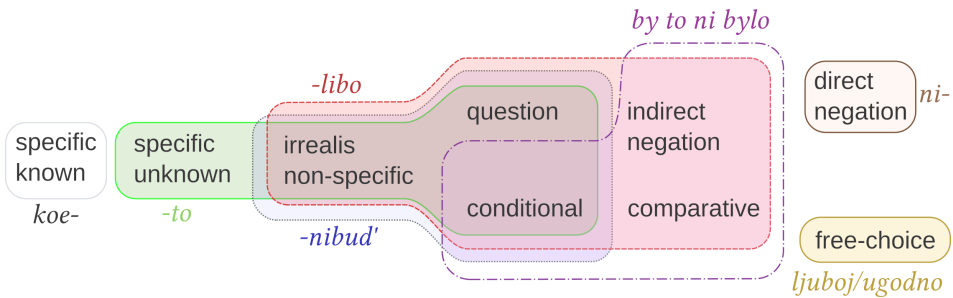 by to ni bylo
-libo
direct
negation
ni-
question
indirect
negation
specific
known
specific
unknown
irrealis
non-specific
koe-
-to
-nibud'
conditional
comparative
free-choice
ljuboj/ugodno